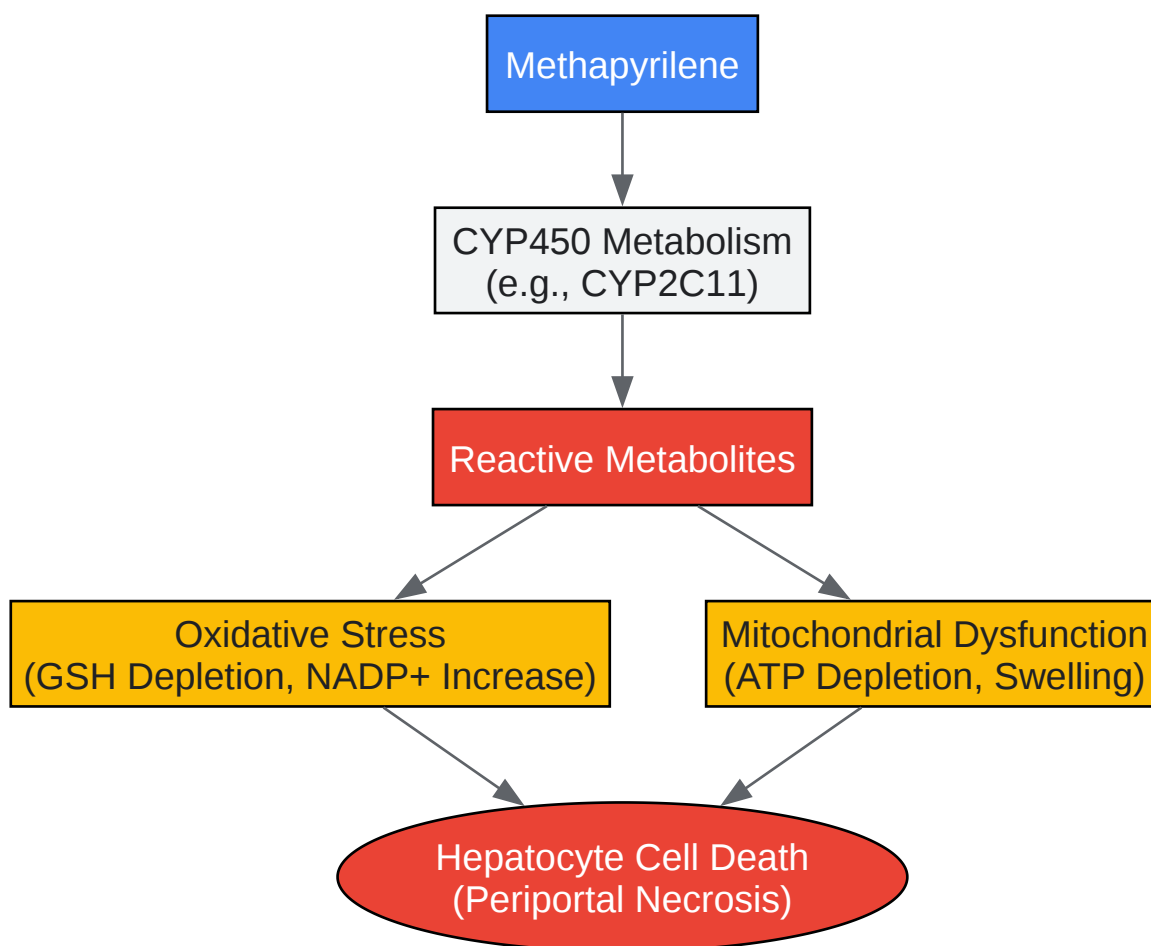 Methapyrilene
CYP450 Metabolism
(e.g., CYP2C11)
Reactive Metabolites
Oxidative Stress
(GSH Depletion, NADP+ Increase)
Mitochondrial Dysfunction
(ATP Depletion, Swelling)
Hepatocyte Cell Death
(Periportal Necrosis)